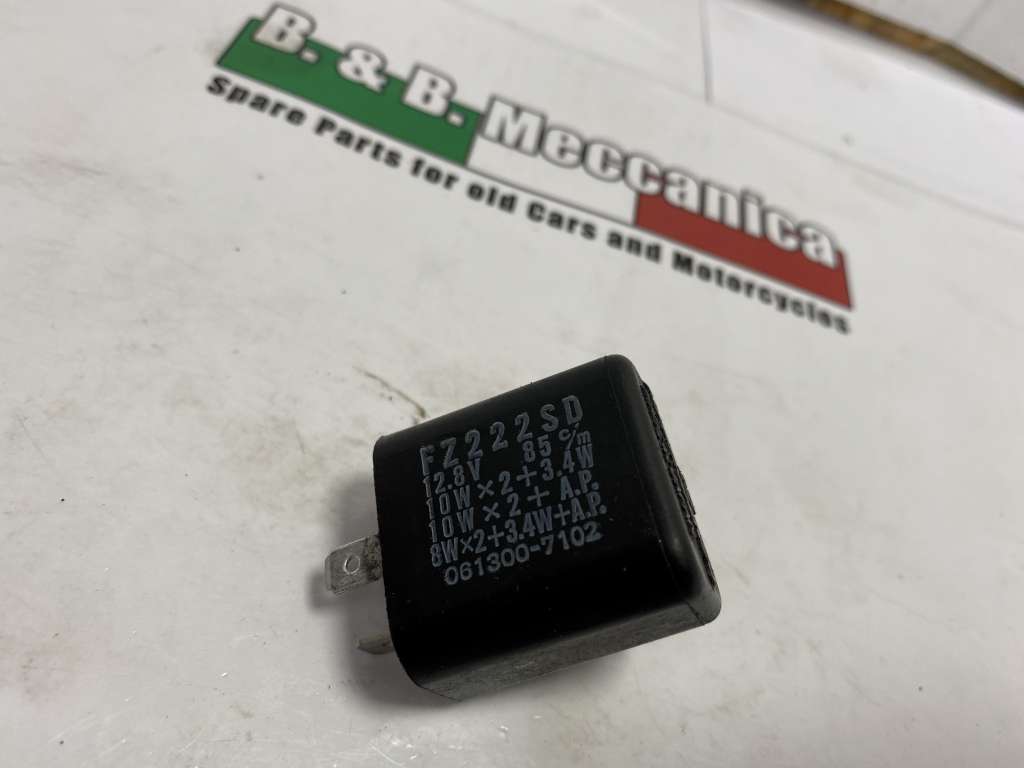 B. & B. Meccanica
Spare Parts for old Cars and Motorcycles
FZ222SD
12.8V 85 c/m
10W×2+3.4W
10W×2+A.P.
8W×2+3.4W+A.P.
061300-7102